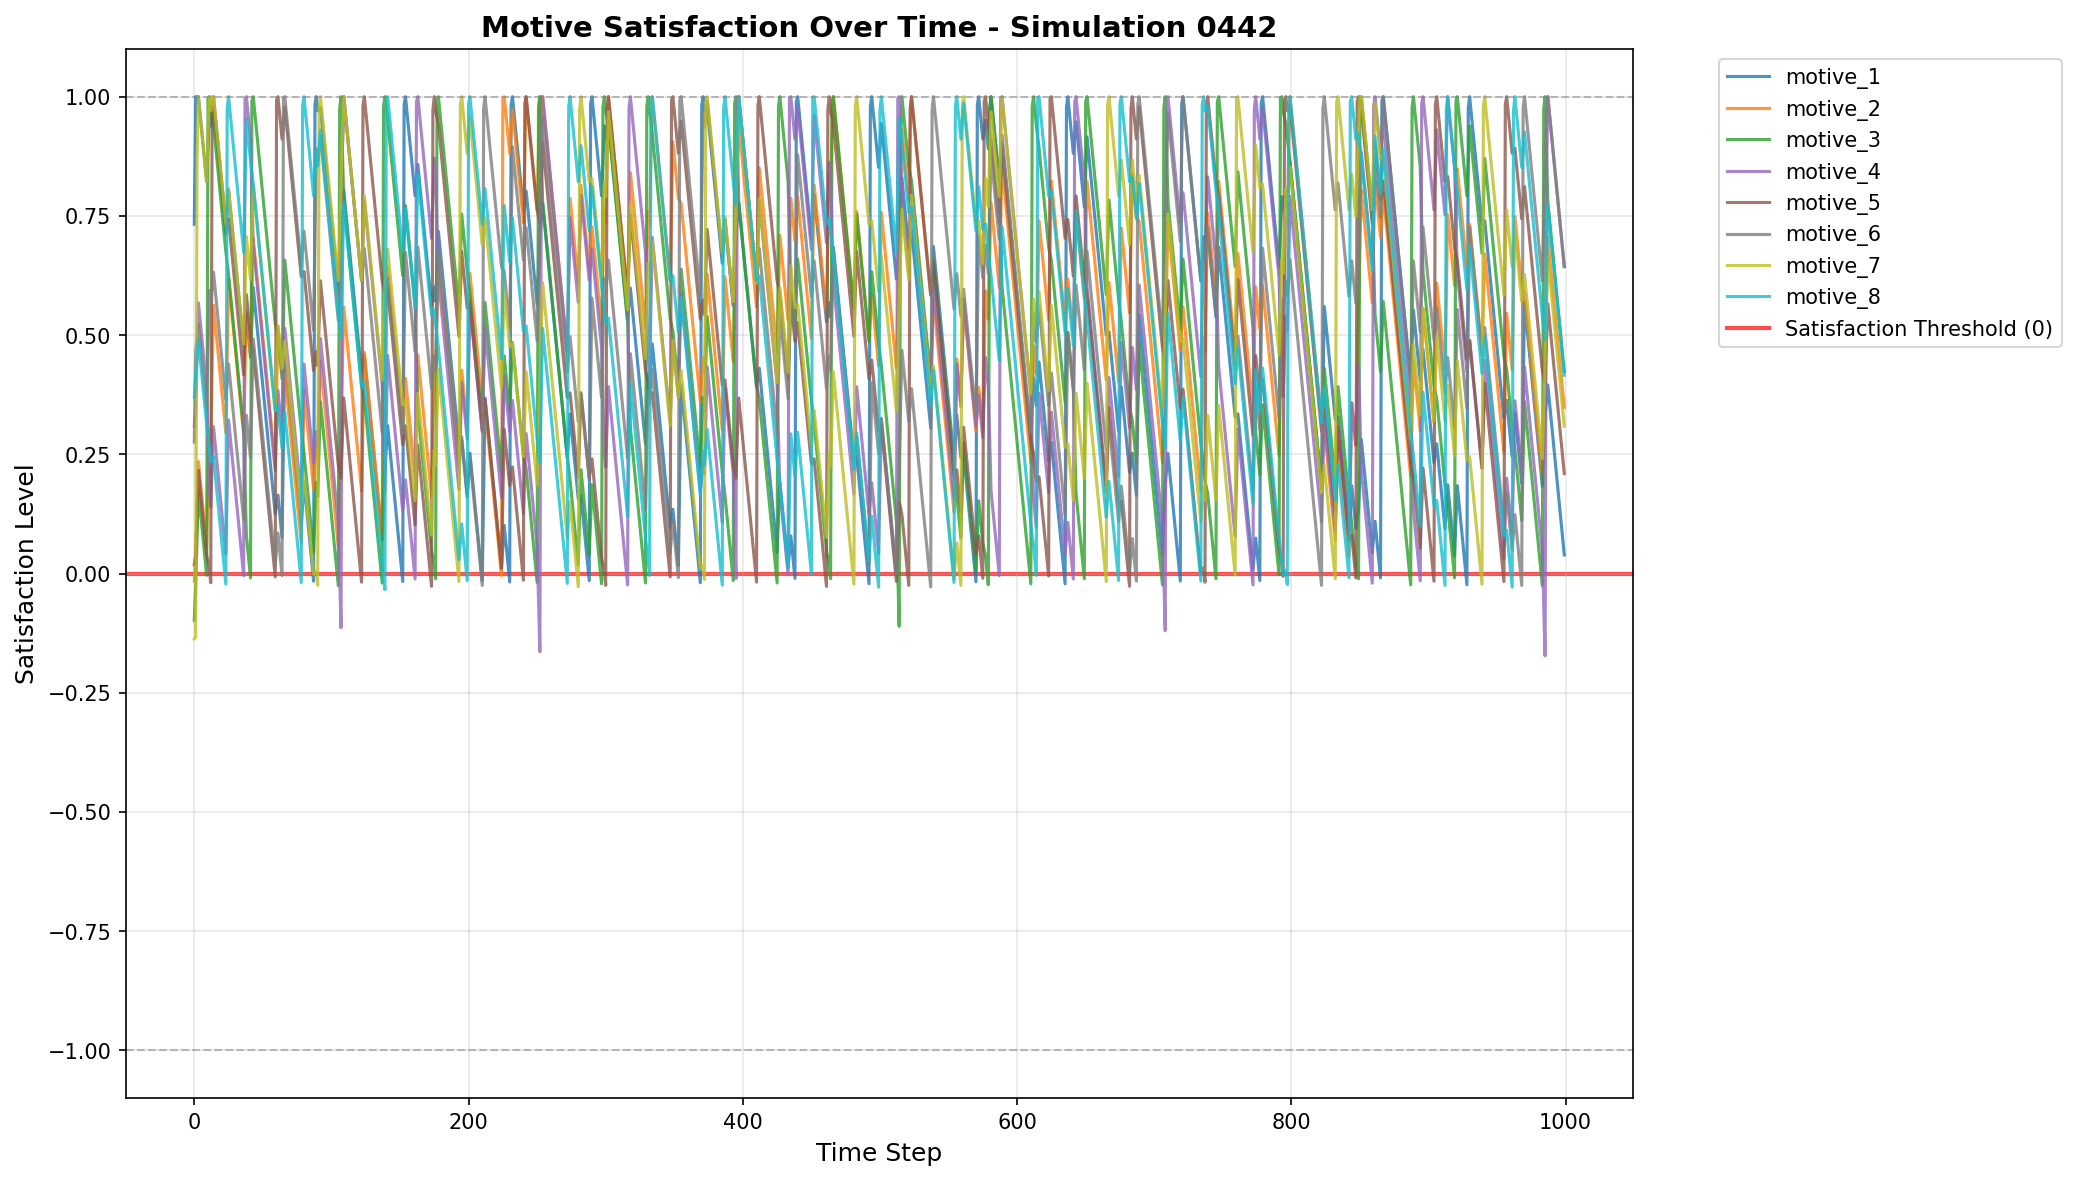 Motive Satisfaction Over Time - Simulation 0442
1.00
0.75
0.50
0.25
0.00
−0.25
−0.50
−0.75
−1.00
Satisfaction Level
0
200
400
600
800
1000
Time Step
motive_1
motive_2
motive_3
motive_4
motive_5
motive_6
motive_7
motive_8
Satisfaction Threshold (0)